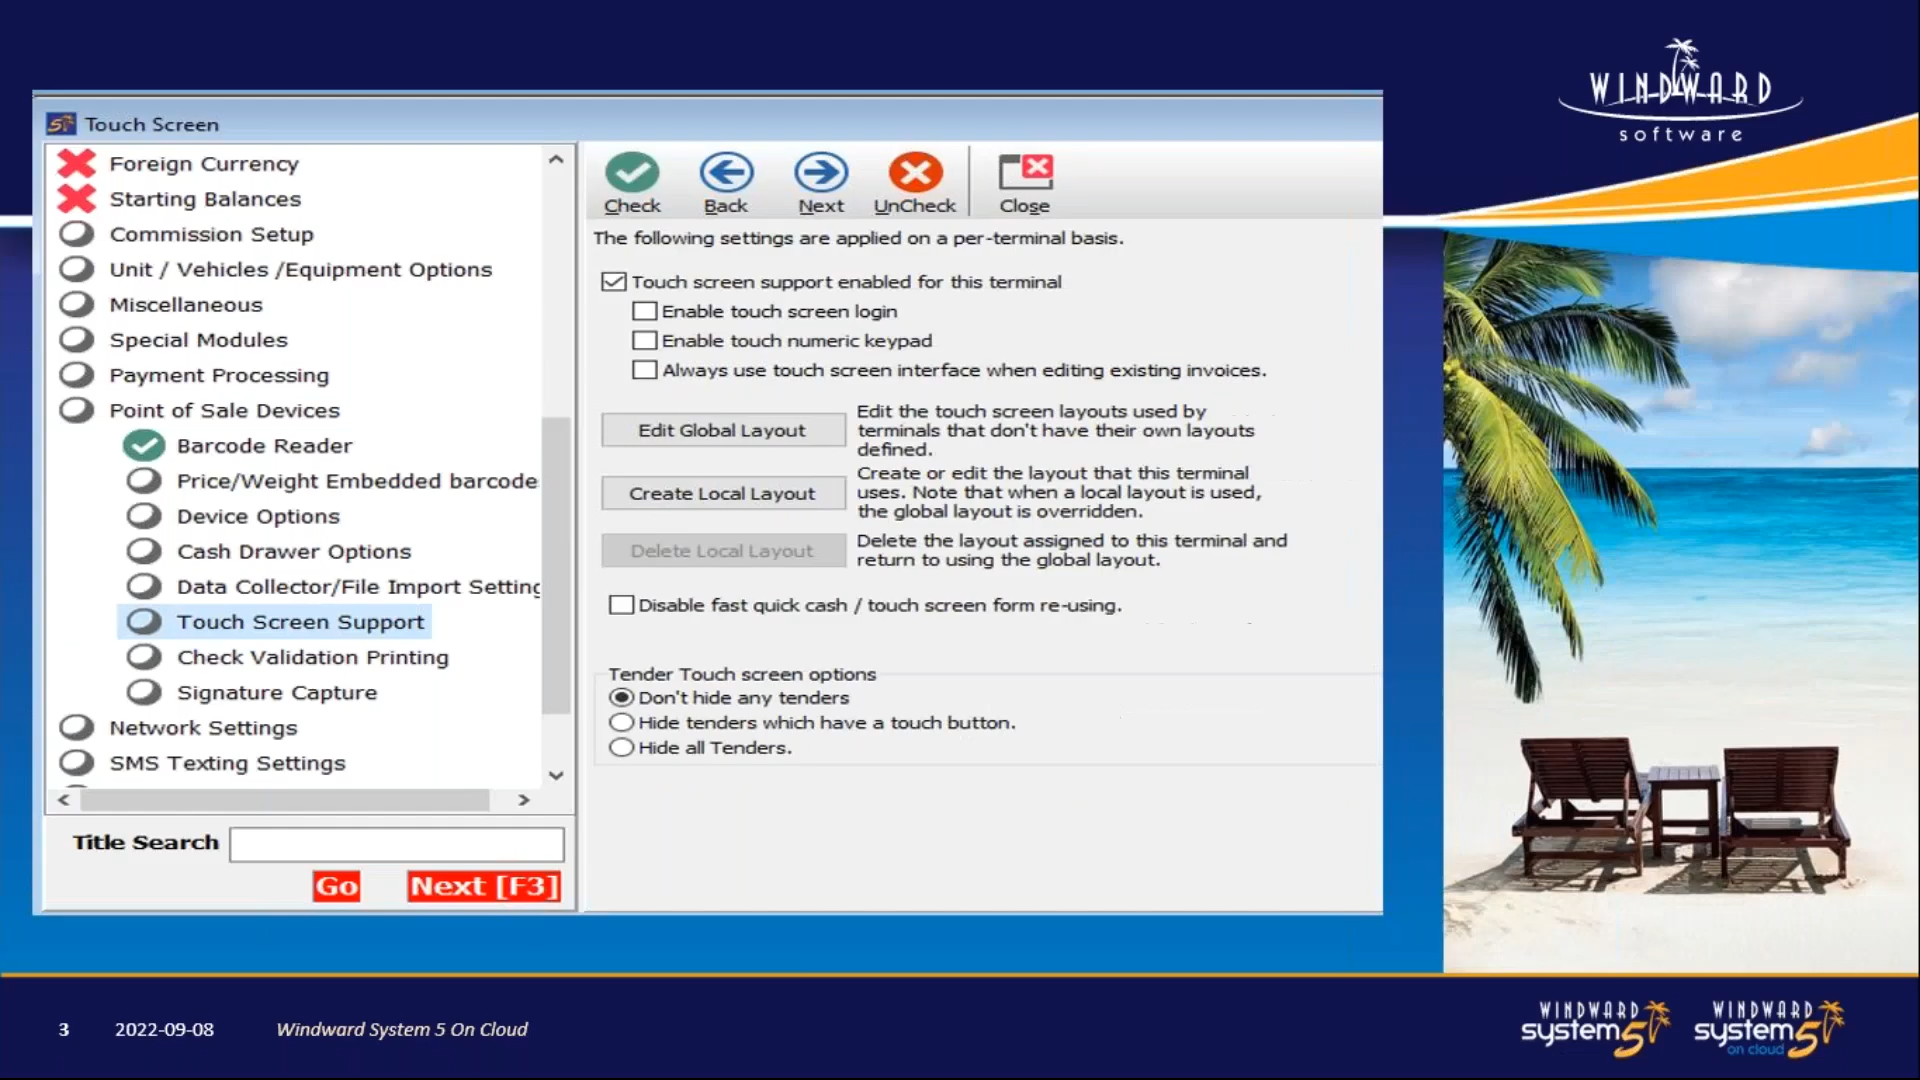 WINDWARD
software
Touch Screen
Foreign Currency
Starting Balances
Commission Setup
Unit / Vehicles /Equipment Options
Miscellaneous
Special Modules
Payment Processing
Point of Sale Devices
Barcode Reader
Price/Weight Embedded barcode
Device Options
Cash Drawer Options
Data Collector/File Import Setting
Touch Screen Support
Check Validation Printing
Signature Capture
Network Settings
SMS Texting Settings
Title Search
Go Next [F3]
Check Back Next UnCheck Close
The following settings are applied on a per-terminal basis.
Touch screen support enabled for this terminal
Enable touch screen login
Enable touch numeric keypad
Always use touch screen interface when editing existing invoices.
Edit Global Layout
Edit the touch screen layouts used by
terminals that don't have their own layouts
defined.
Create Local Layout
Create or edit the layout that this terminal
uses. Note that when a local layout is used,
the global layout is overridden.
Delete Local Layout
Delete the layout assigned to this terminal and
return to using the global layout.
Disable fast quick cash / touch screen form re-using.
Tender Touch screen options
Don't hide any tenders
Hide tenders which have a touch button.
Hide all Tenders.
3 2022-09-08 Windward System 5 On Cloud
WINDWARD
system5
WINDWARD
system5
on cloud